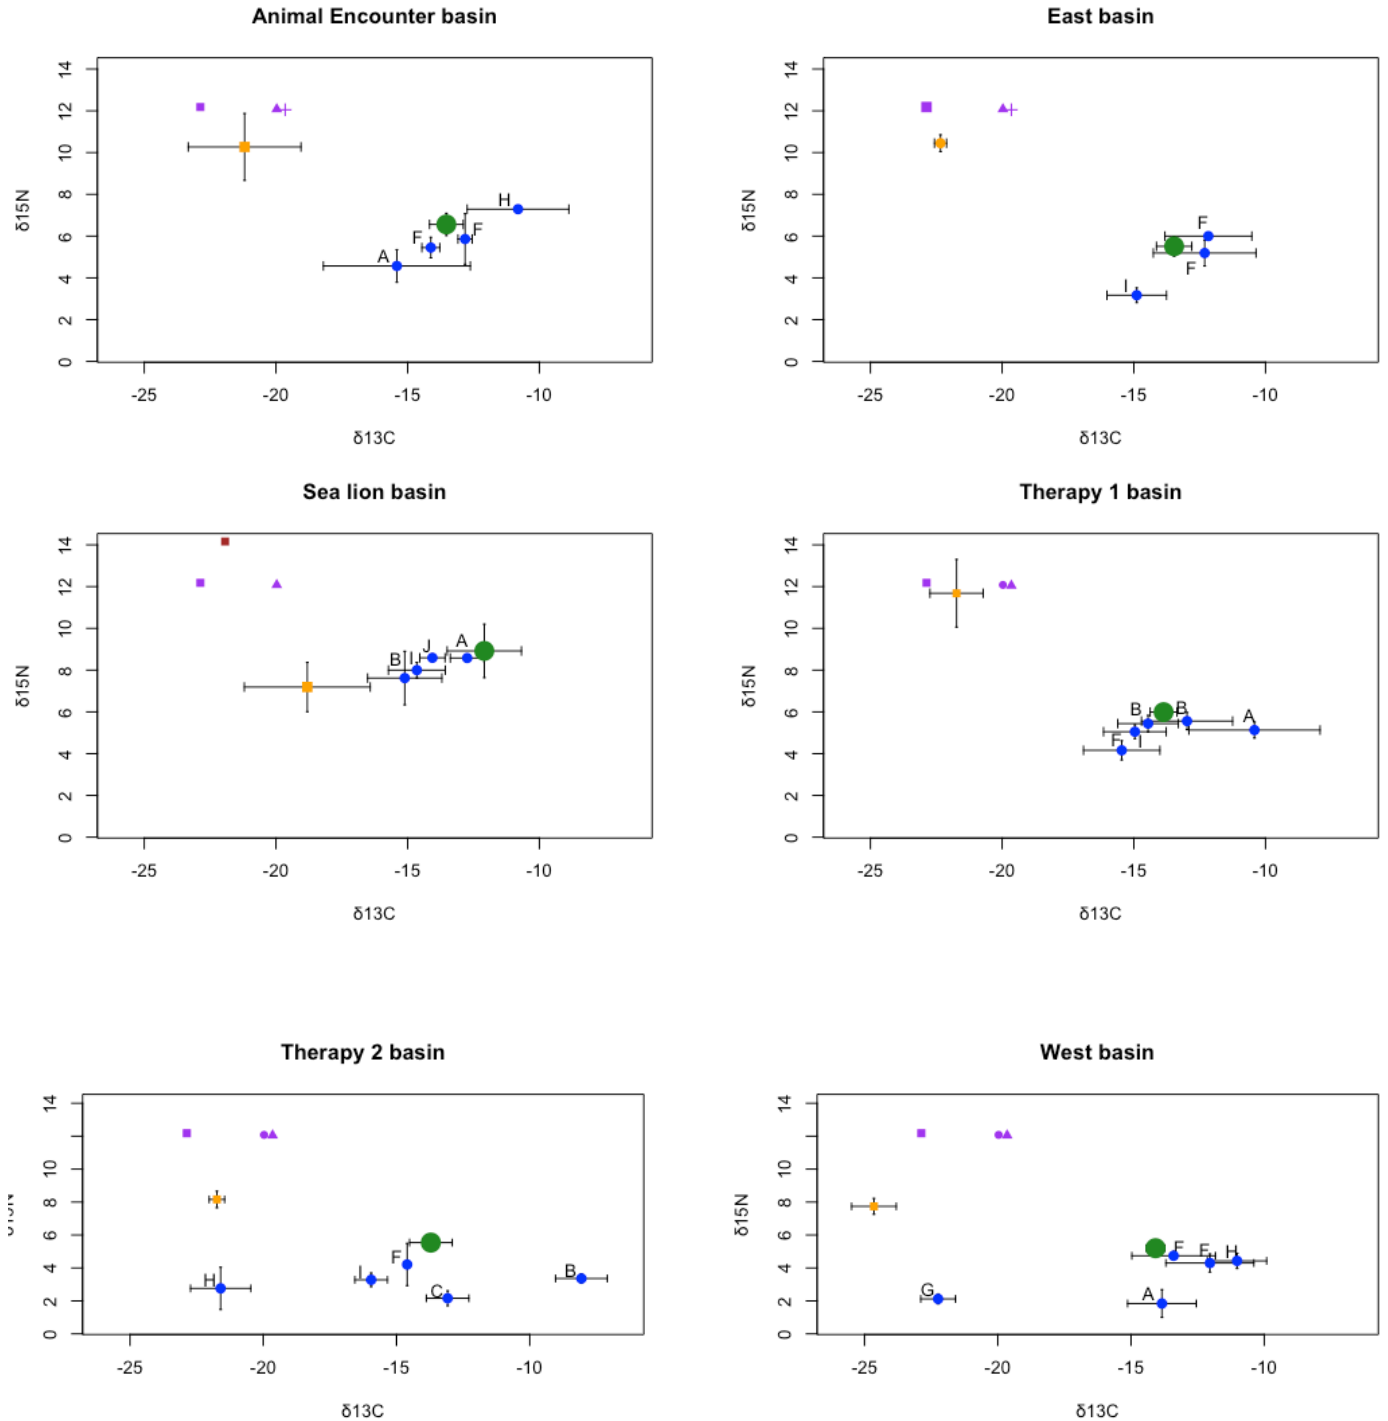 Animal Encounter basin
East basin
14
12
10
8
6
4
2
0
δ15N
H
F
F
A
-25 -20 -15 -10
δ13C
14
12
10
8
6
4
2
0
δ15N
F
F
I
-25 -20 -15 -10
δ13C
Sea lion basin
Therapy 1 basin
14
12
10
8
6
4
2
0
δ15N
B I J A
-25 -20 -15 -10
δ13C
14
12
10
8
6
4
2
0
δ15N
B B A
F I
-25 -20 -15 -10
δ13C
Therapy 2 basin
West basin
14
10
8
6
4
2
0
δ15N
H I F C B
-25 -20 -15 -10
δ13C
14
10
8
6
4
2
0
δ15N
F F H
G A
-25 -20 -15 -10
δ13C